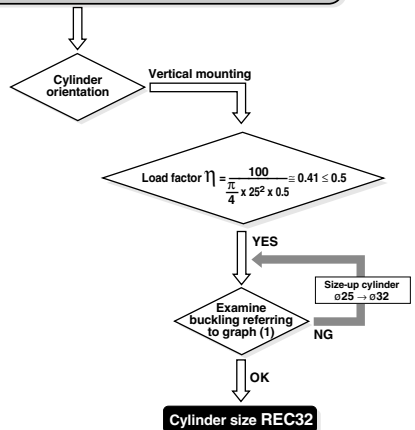 Cylinder
orientation
Vertical mounting
Load factor η = 100 / (π/4 x 25² x 0.5) ≅ 0.41 ≤ 0.5
YES
Size-up cylinder
ø25 → ø32
Examine
buckling referring
to graph (1)
NG
OK
Cylinder size REC32